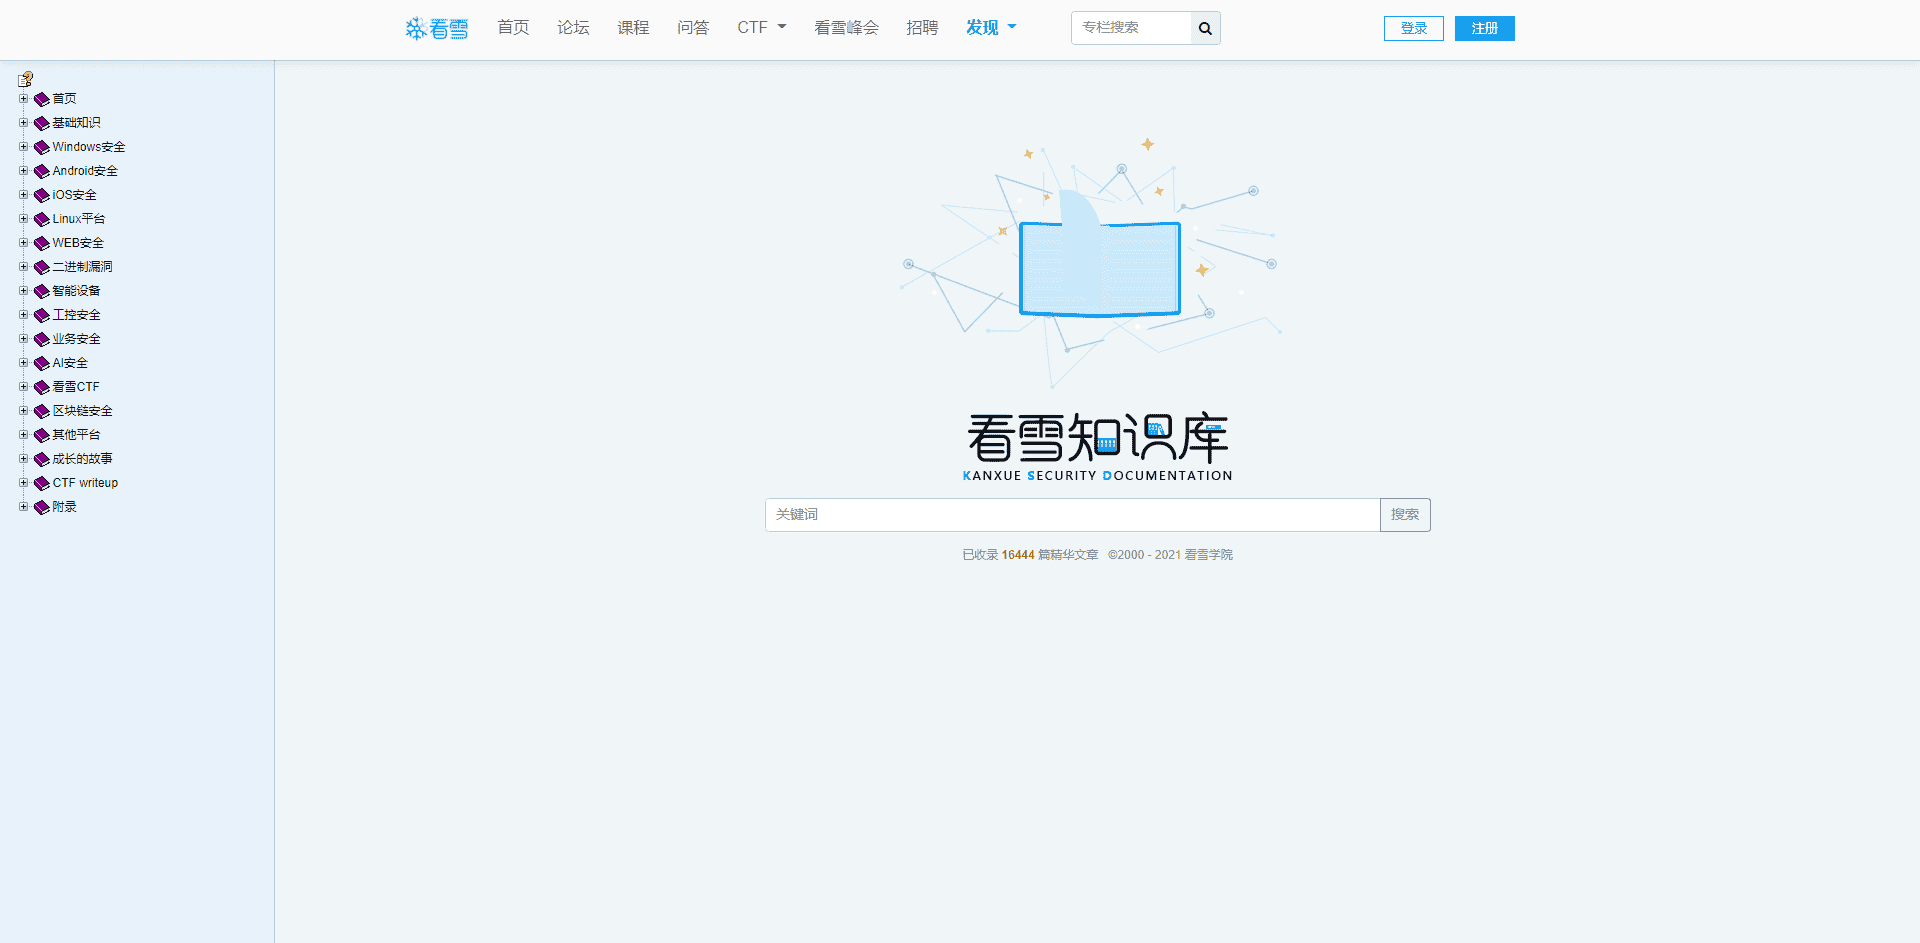 看雪 首页 论坛 课程 问答 CTF 看雪峰会 招聘 发现 专栏搜索 登录 注册
首页
基础知识
Windows安全
Android安全
iOS安全
Linux平台
WEB安全
二进制漏洞
智能设备
工控安全
业务安全
AI安全
看雪CTF
区块链安全
其他平台
成长的故事
CTF writeup
附录
看雪知识库
KANXUE SECURITY DOCUMENTATION
关键词 搜索
已收录 16444 篇精华文章 ©2000 - 2021 看雪学院